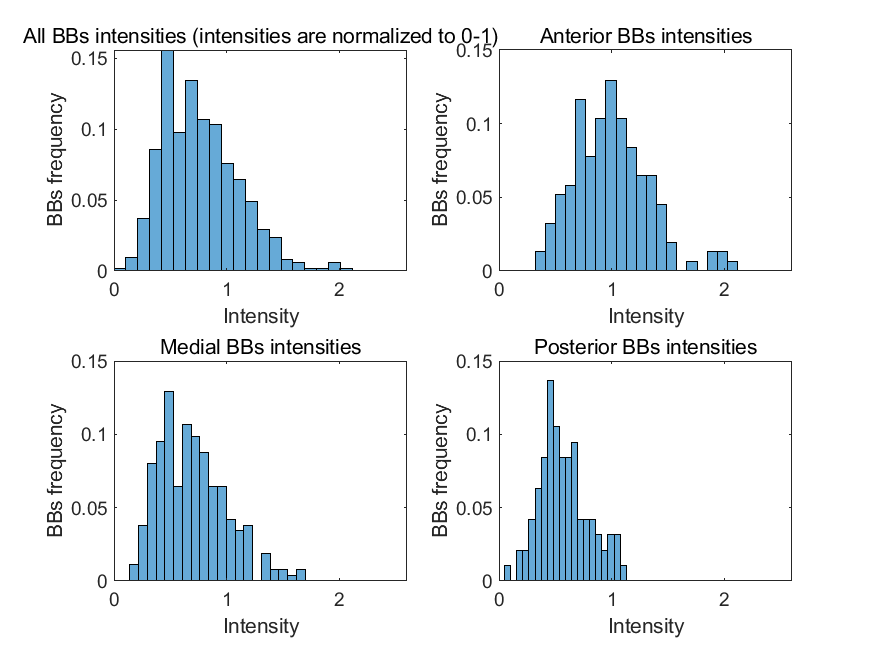 All BBs intensities (intensities are normalized to 0-1)
0.15
0.1
0.05
0
BBs frequency
0 1 2
Intensity
Anterior BBs intensities
0.15
0.1
0.05
0
BBs frequency
0 1 2
Intensity
Medial BBs intensities
0.15
0.1
0.05
0
BBs frequency
0 1 2
Intensity
Posterior BBs intensities
0.15
0.1
0.05
0
BBs frequency
0 1 2
Intensity